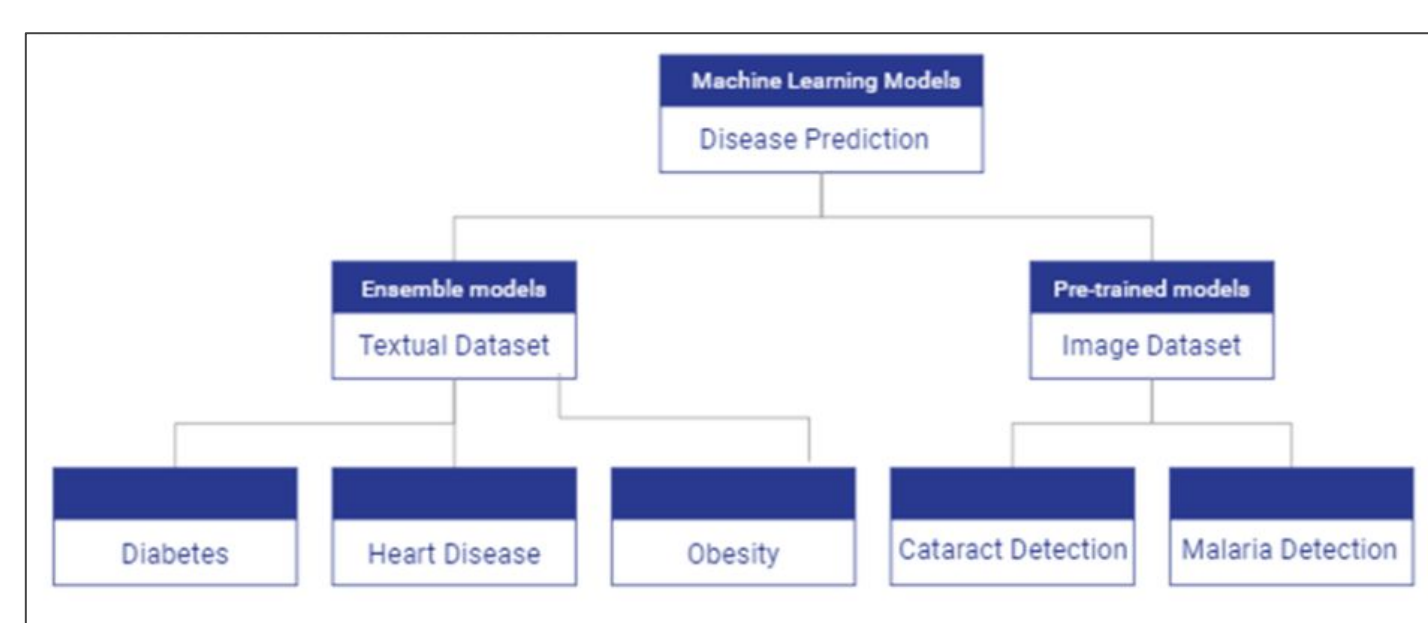 Machine Learning Models
Disease Prediction
Ensemble models
Textual Dataset
Pre-trained models
Image Dataset
Diabetes
Heart Disease
Obesity
Cataract Detection
Malaria Detection